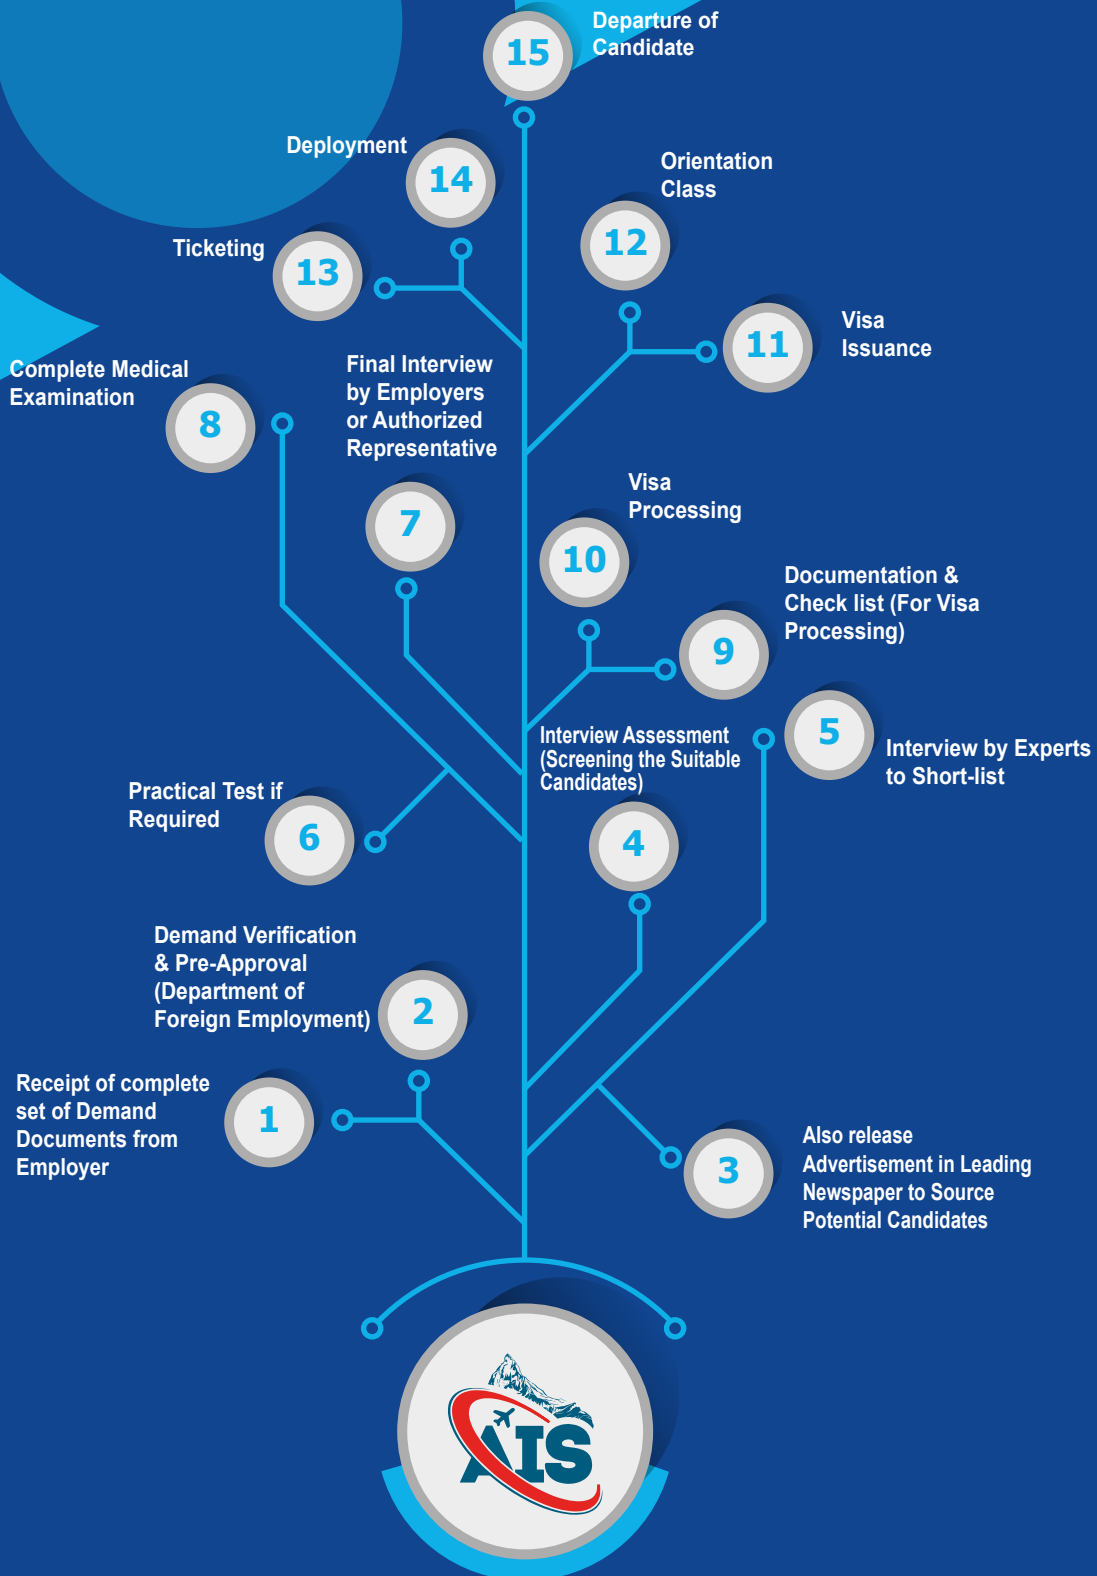 15
Departure of
Candidate
Deployment
14
Orientation
Class
12
Ticketing
13
Visa
Issuance
11
Complete Medical
Examination
8
Final Interview
by Employers
or Authorized
Representative
7
Visa
Processing
10
Documentation &
Check list (For Visa
Processing)
9
Interview Assessment
(Screening the Suitable
Candidates)
4
5
Interview by Experts
to Short-list
Practical Test if
Required
6
Demand Verification
& Pre-Approval
(Department of
Foreign Employment)
2
Receipt of complete
set of Demand
Documents from
Employer
1
3
Also release
Advertisement in Leading
Newspaper to Source
Potential Candidates
AIS